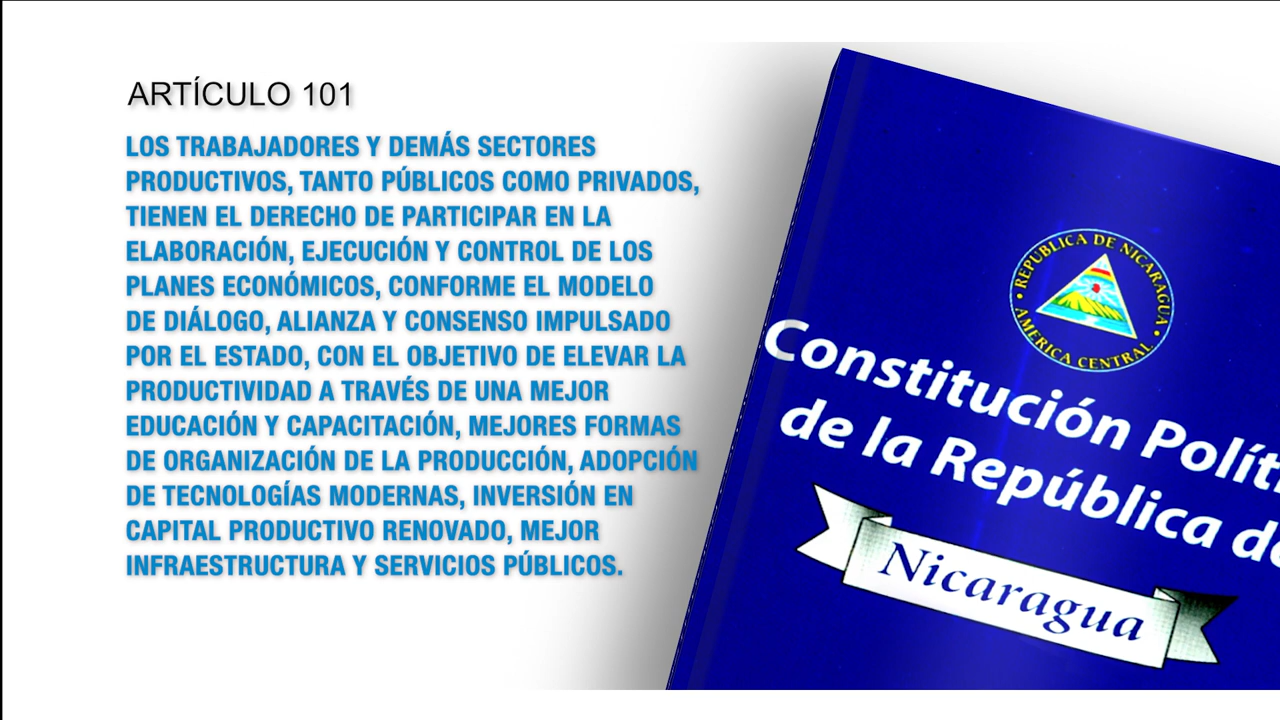 ARTÍCULO 101
LOS TRABAJADORES Y DEMÁS SECTORES
PRODUCTIVOS, TANTO PÚBLICOS COMO PRIVADOS,
TIENEN EL DERECHO DE PARTICIPAR EN LA
ELABORACIÓN, EJECUCIÓN Y CONTROL DE LOS
PLANES ECONÓMICOS, CONFORME EL MODELO
DE DIÁLOGO, ALIANZA Y CONSENSO IMPULSADO
POR EL ESTADO, CON EL OBJETIVO DE ELEVAR LA
PRODUCTIVIDAD A TRAVÉS DE UNA MEJOR
EDUCACIÓN Y CAPACITACIÓN, MEJORES FORMAS
DE ORGANIZACIÓN DE LA PRODUCCIÓN, ADOPCIÓN
DE TECNOLOGÍAS MODERNAS, INVERSIÓN EN
CAPITAL PRODUCTIVO RENOVADO, MEJOR
INFRAESTRUCTURA Y SERVICIOS PÚBLICOS.
REPUBLICA DE NICARAGUA
AMERICA CENTRAL
Constitución Políti
de la República de
Nicaragua